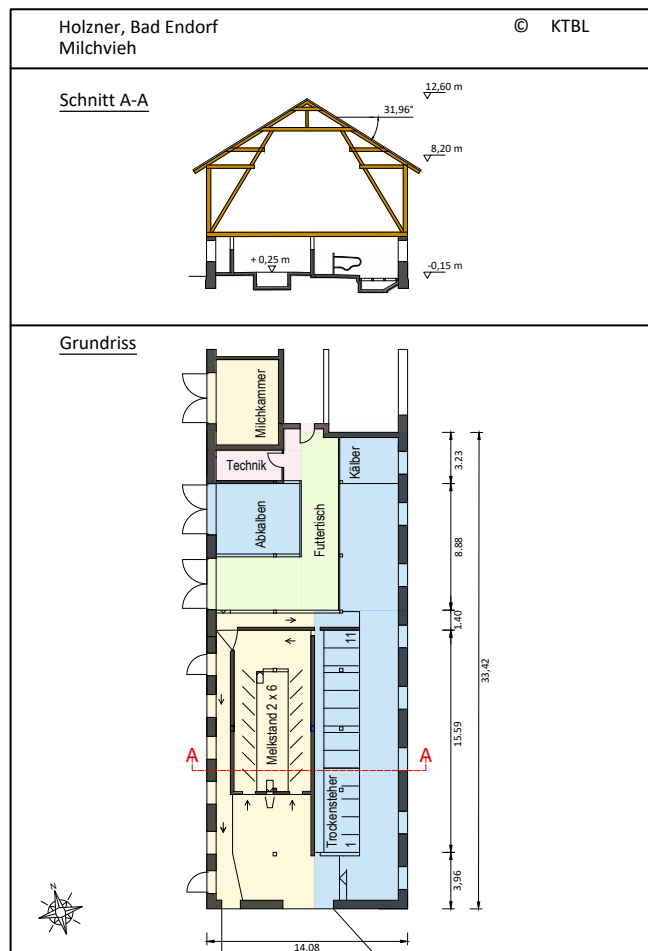 Holzner, Bad Endorf
Milchvieh
© KTBL
Schnitt A-A
12,60 m
31,96°
8,20 m
+ 0,25 m
-0,15 m
Grundriss
Milchkammer
Technik
Kälber
Abkalben
Futtertisch
3.23
8.88
1.40
33,42
15.59
11
Melkstand 2 x 6
A
A
Trockensteher
1
3,96
N
14.08